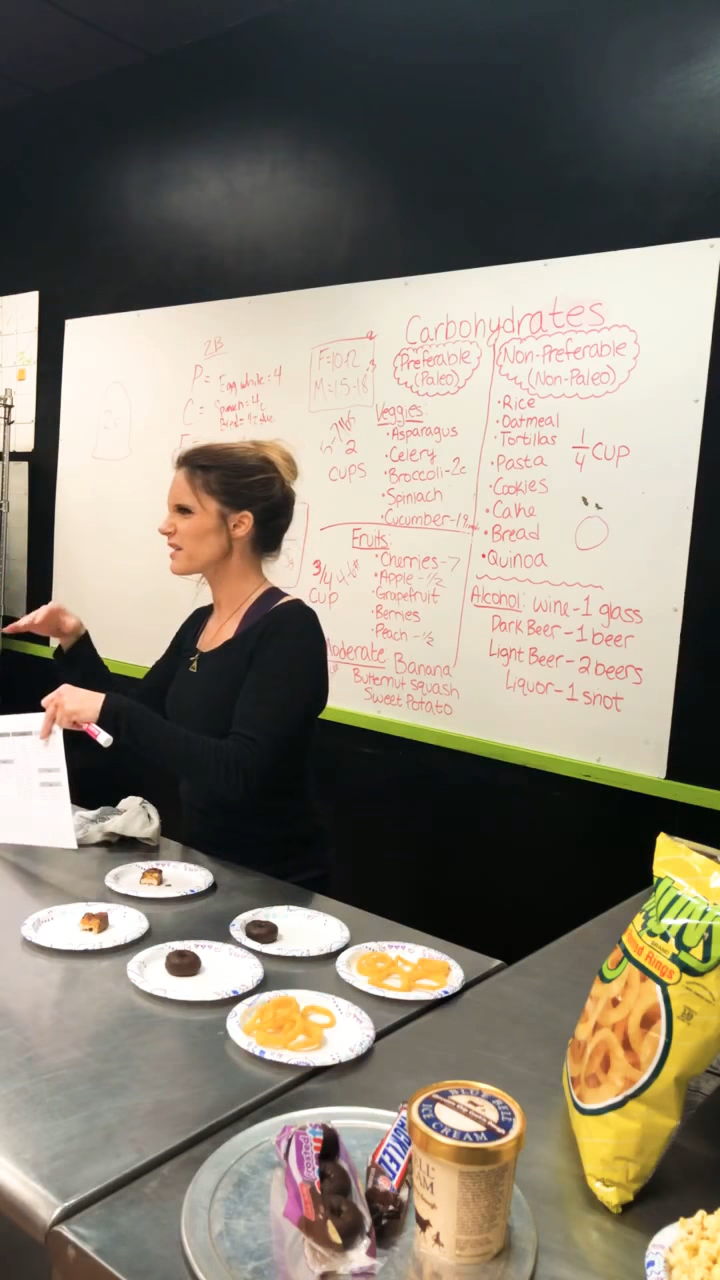 2B
P = Egg white = 4
C =
F=10-12
M=15-18
2
cups
Carbohydrates
Preferable
(Paleo)
Veggies:
• Asparagus
• Celery
• Broccoli-2c
• Spiniach
• Cucumber-
Fruits:
3/4
cup
• Cherries-7
• Apple -1/2
• Grapefruit
• Berries
• Peach -1/2
Moderate Banana
Butternut squash
Sweet Potato
Non-Preferable
(Non-Paleo)
• Rice
• Oatmeal
• Tortillas
• Pasta
• Cookies
• Cake
• Bread
• Quinoa
1/4 cup
Alcohol: Wine-1 glass
Dark Beer-1 beer
Light Beer-2 beers
Liquor-1 shot
Funyuns
Rings
BLUE BELL
ICE CREAM